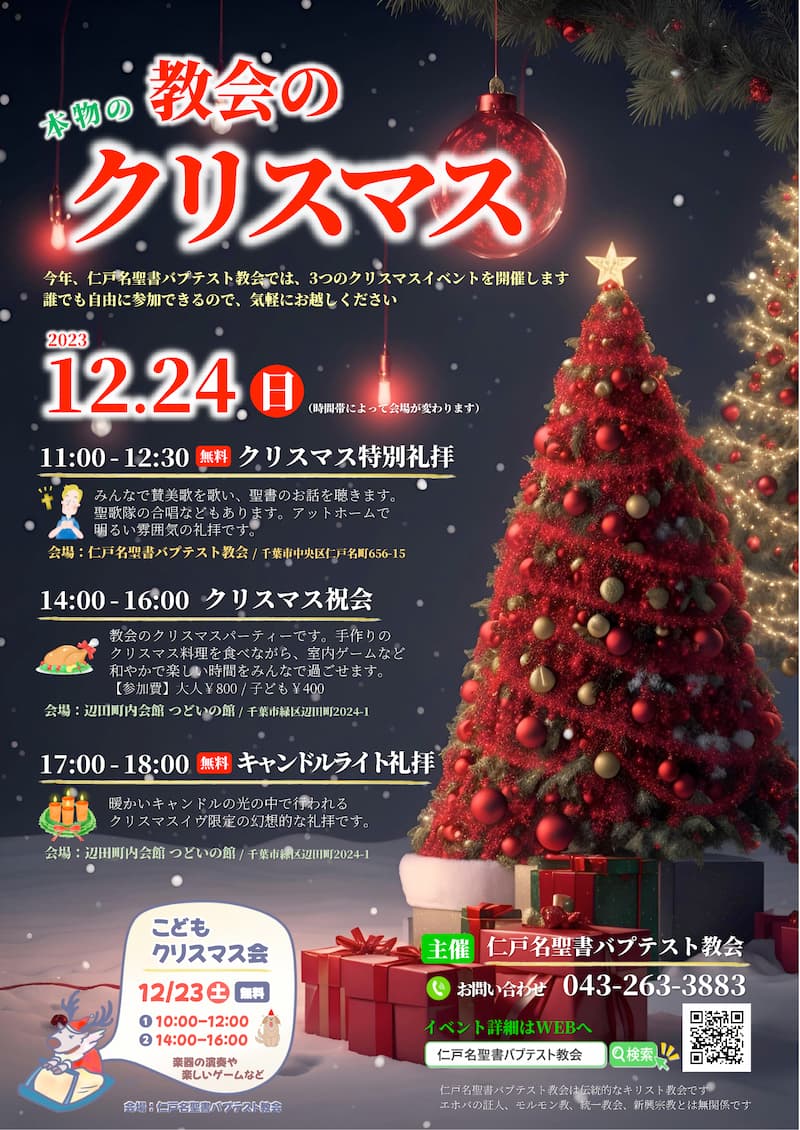 本物の
教会の
クリスマス
今年、仁戸名聖書バプテスト教会では、3つのクリスマスイベントを開催します
誰でも自由に参加できるので、気軽にお越しください
2023
12.24 日 (時間帯によって会場が変わります)
11:00 - 12:30 無料 クリスマス特別礼拝
みんなで賛美歌を歌い、聖書のお話を聴きます。
聖歌隊の合唱などもあります。アットホームで
明るい雰囲気の礼拝です。
会場：仁戸名聖書バプテスト教会 / 千葉市中央区仁戸名町656-15
14:00 - 16:00 クリスマス祝会
教会のクリスマスパーティーです。手作りの
クリスマス料理を食べながら、室内ゲームなど
和やかで楽しい時間をみんなで過ごせます。
【参加費】大人￥800 / 子ども￥400
会場：辺田町内会館 つどいの館 / 千葉市緑区辺田町2024-1
17:00 - 18:00 無料 キャンドルライト礼拝
暖かいキャンドルの光の中で行われる
クリスマスイヴ限定の幻想的な礼拝です。
会場：辺田町内会館 つどいの館 / 千葉市緑区辺田町2024-1
こども
クリスマス会
12/23 土 無料
❶ 10:00−12:00
❷ 14:00−16:00
楽器の演奏や
楽しいゲームなど
会場：仁戸名聖書バプテスト教会
主催 仁戸名聖書バプテスト教会
お問い合わせ 043-263-3883
イベント詳細はWEBへ
仁戸名聖書バプテスト教会 検索
仁戸名聖書バプテスト教会は伝統的なキリスト教会です
エホバの証人、モルモン教、統一教会、新興宗教とは無関係です